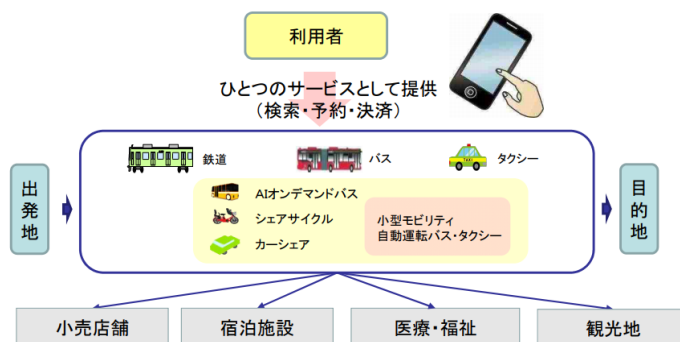 利用者
ひとつのサービスとして提供
（検索・予約・決済）
鉄道
バス
タクシー
TAXI
出発地
AIオンデマンドバス
シェアサイクル
カーシェア
小型モビリティ
自動運転バス・タクシー
目的地
小売店舗
宿泊施設
医療・福祉
観光地